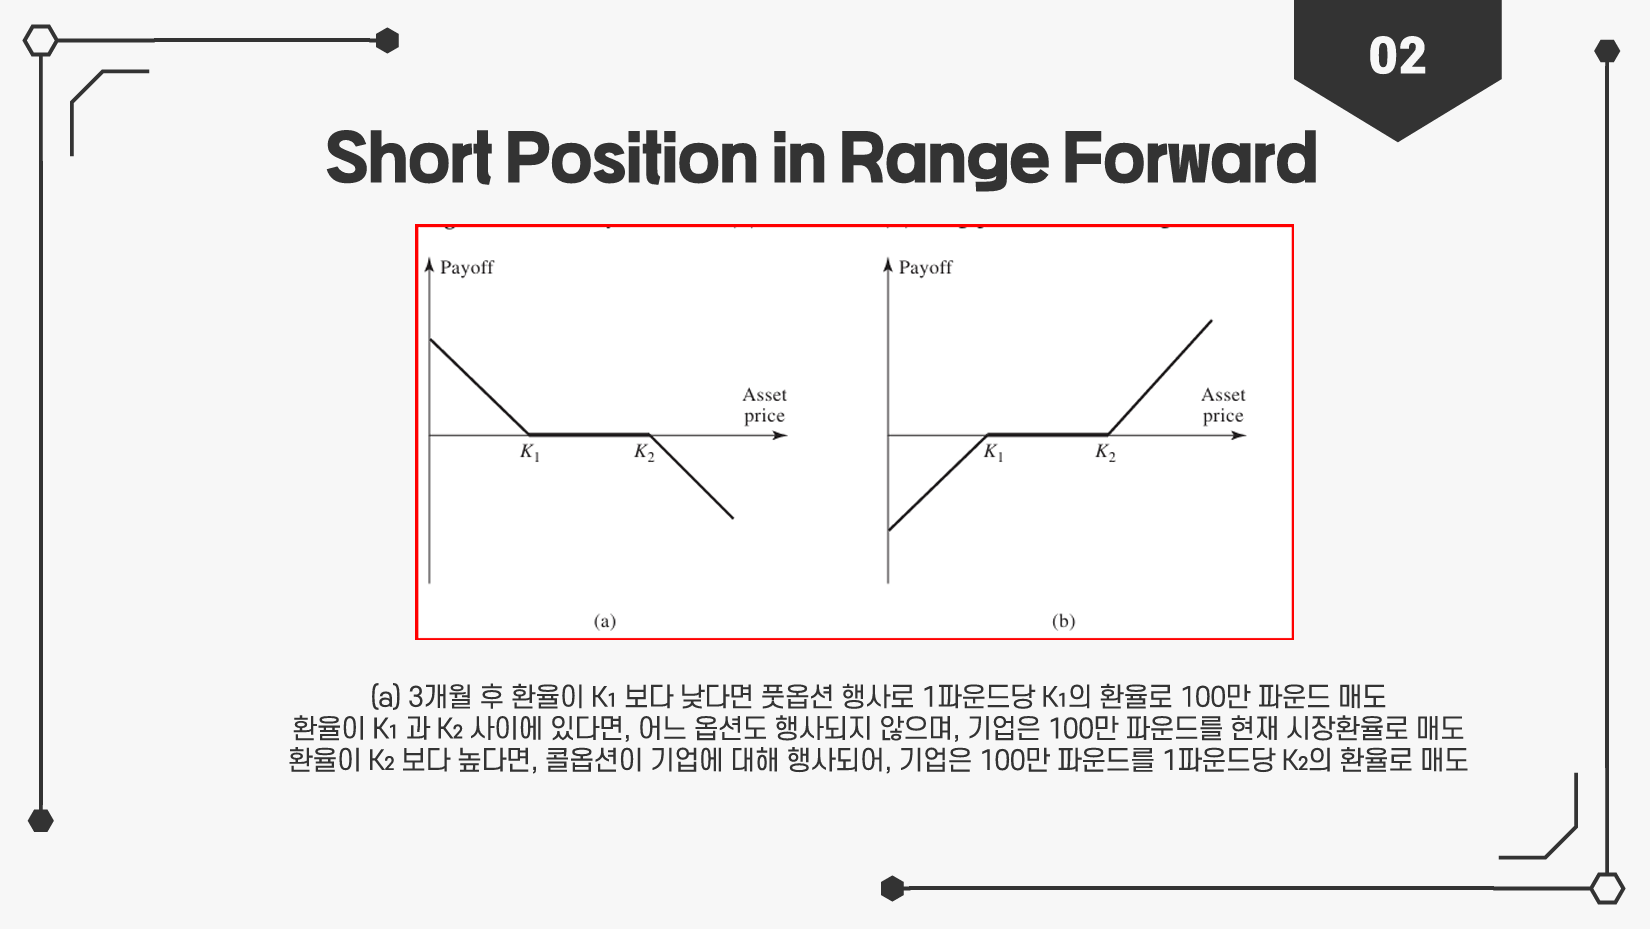 02
Short Position in Range Forward
Payoff
Asset
price
K1
K2
(a)
Payoff
Asset
price
K1
K2
(b)
(a) 3개월 후 환율이 K1 보다 낮다면 풋옵션 행사로 1파운드당 K1의 환율로 100만 파운드 매도
환율이 K1 과 K2 사이에 있다면, 어느 옵션도 행사되지 않으며, 기업은 100만 파운드를 현재 시장환율로 매도
환율이 K2 보다 높다면, 콜옵션이 기업에 대해 행사되어, 기업은 100만 파운드를 1파운드당 K2의 환율로 매도